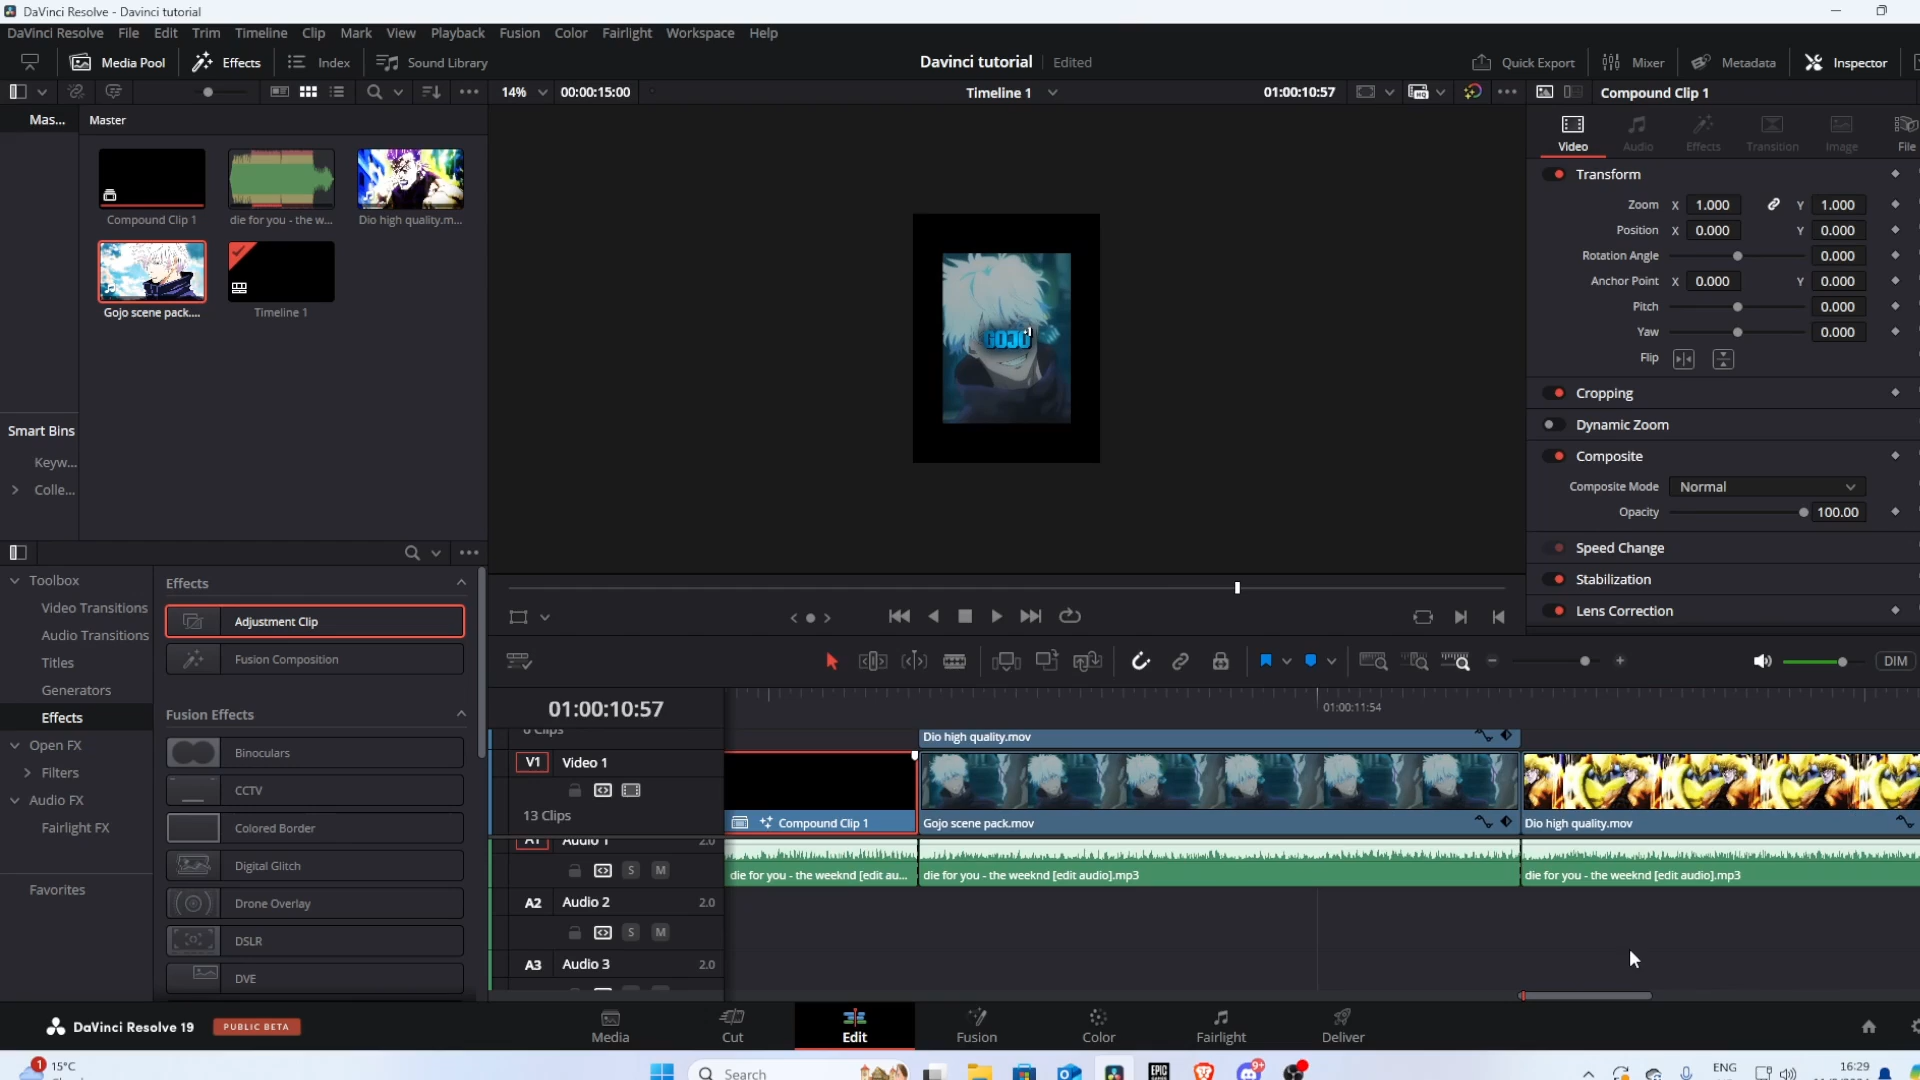 DaVinci Resolve - Davinci tutorial
DaVinci Resolve File Edit Trim Timeline Clip Mark View Playback Fusion Color Fairlight Workspace Help
Media Pool Effects Index Sound Library Davinci tutorial Edited Quick Export Mixer Metadata Inspector
14% 00:00:15:00 Timeline 1 01:00:10:57 Compound Clip 1
Mas... Master
Video Audio Effects Transition Image File
Compound Clip 1 die for you - the w... Dio high quality.m...
Gojo scene pack.... Timeline 1
GOJO
Transform
Zoom X 1.000 Y 1.000
Position X 0.000 Y 0.000
Rotation Angle 0.000
Anchor Point X 0.000 Y 0.000
Pitch 0.000
Yaw 0.000
Flip
Cropping
Dynamic Zoom
Composite
Composite Mode Normal
Opacity 100.00
Speed Change
Stabilization
Lens Correction
Smart Bins
Keyw...
Colle...
Toolbox
Video Transitions
Audio Transitions
Titles
Generators
Effects
Open FX
Filters
Audio FX
Fairlight FX
Favorites
Effects
Adjustment Clip
Fusion Composition
Fusion Effects
Binoculars
CCTV
Colored Border
Digital Glitch
Drone Overlay
DSLR
DVE
DIM
01:00:10:57
01:00:11:54
Dio high quality.mov
V1 Video 1
13 Clips
Compound Clip 1 Gojo scene pack.mov Dio high quality.mov
A1 Audio 1 2.0
S M
die for you - the weeknd [edit au... die for you - the weeknd [edit audio].mp3 die for you - the weeknd [edit audio].mp3
A2 Audio 2 2.0
S M
A3 Audio 3 2.0
DaVinci Resolve 19 PUBLIC BETA
Media Cut Edit Fusion Color Fairlight Deliver
1 15°C
Search
EPIC
9+
ENG
16:29